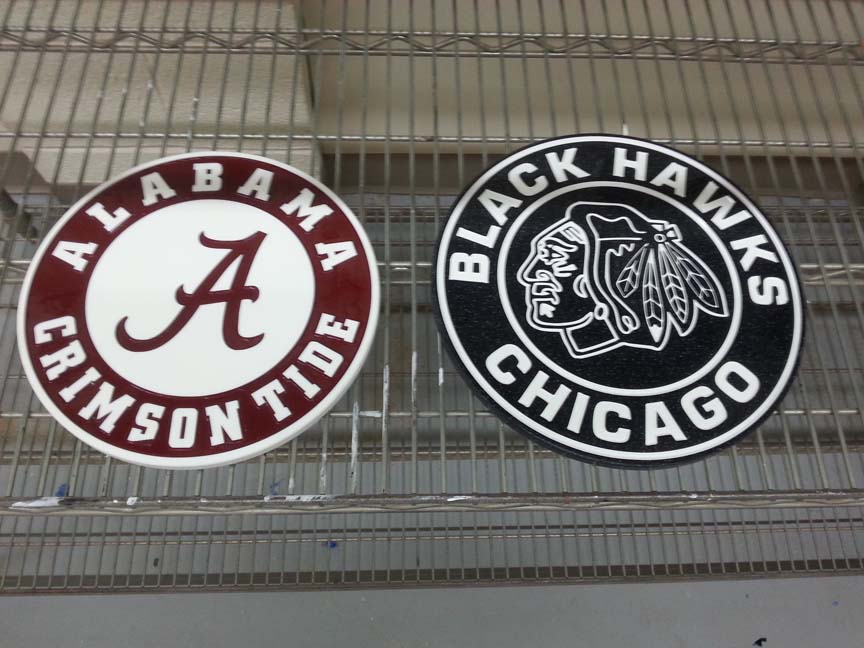 ALABAMA
A
CRIMSON TIDE
BLACK HAWKS
CHICAGO